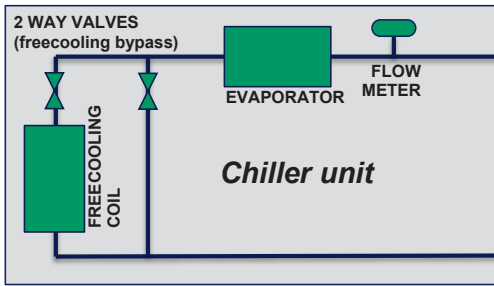 2 WAY VALVES
(freecooling bypass)
EVAPORATOR
FLOW
METER
FREECOOLING
COIL
Chiller unit